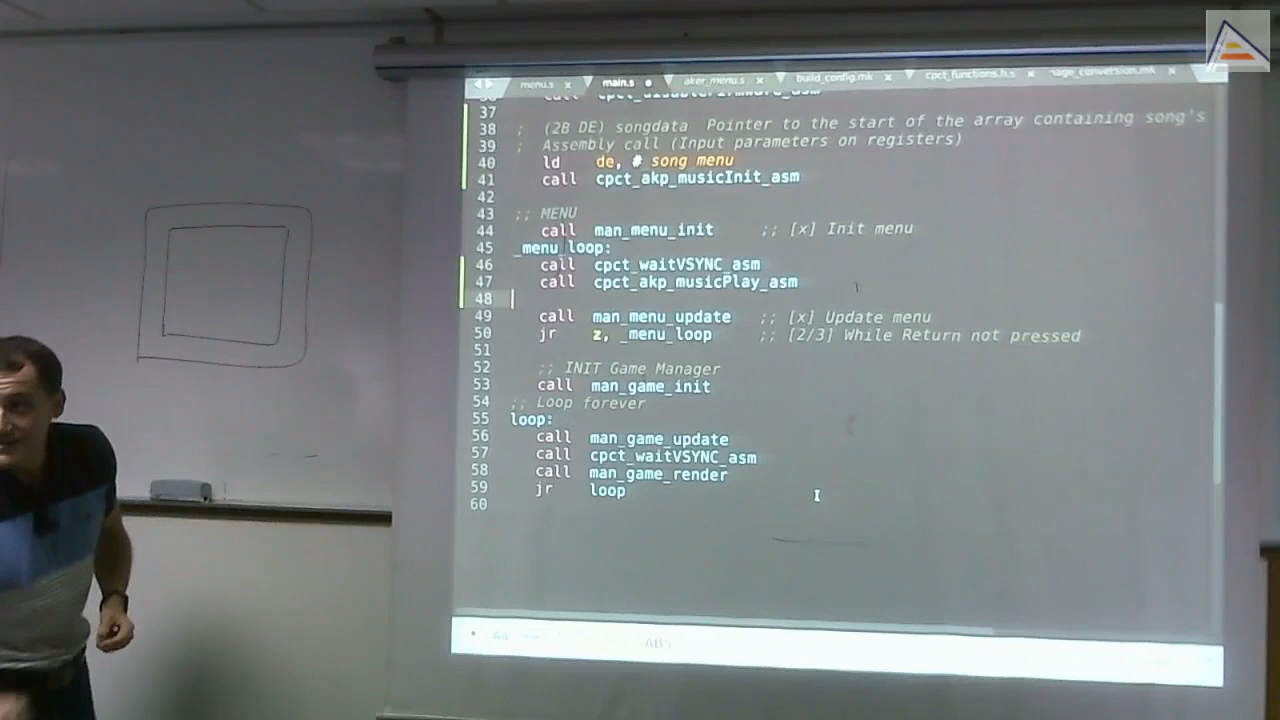 menu.s x main.s aker_menu.s x build_config.mk x cpct_functions.h.s x
37
38 ; (2B DE) songdata Pointer to the start of the array containing song's
39 ; Assembly call (Input parameters on registers)
40 ld de, # song menu
41 call cpct_akp_musicInit_asm
42
43 ;; MENU
44 call man_menu_init ;; [x] Init menu
45 _menu_loop:
46 call cpct_waitVSYNC_asm
47 call cpct_akp_musicPlay_asm
48
49 call man_menu_update ;; [x] Update menu
50 jr z, _menu_loop ;; [2/3] While Return not pressed
51
52 ;; INIT Game Manager
53 call man_game_init
54 ;; Loop forever
55 loop:
56 call man_game_update
57 call cpct_waitVSYNC_asm
58 call man_game_render
59 jr loop
60